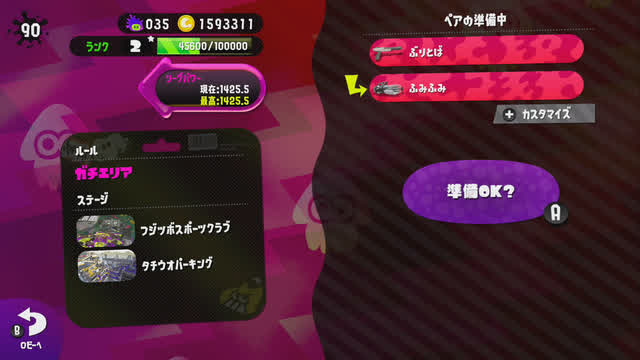 90
035
1593311
ランク
2
45600/100000
リーグパワー
現在:1425.5
最高:1425.5
ルール
ガチエリア
ステージ
フジツボスポーツクラブ
タチウオパーキング
B
ロビーへ
ペアの準備中
ぷりとば
ふみふみ
+ カスタマイズ
準備OK?
A